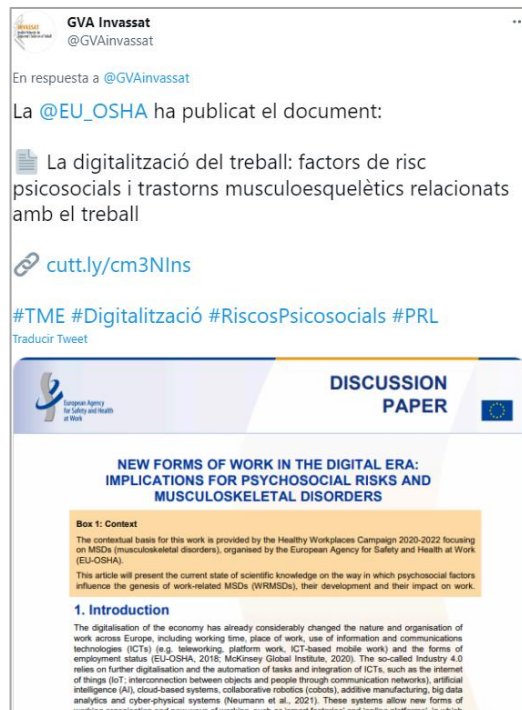 GVA Invassat
@GVAinvassat
En respuesta a @GVAinvassat
La @EU_OSHA ha publicat el document:
La digitalització del treball: factors de risc
psicosocials i trastorns musculoesquelètics relacionats
amb el treball
cutt.ly/cm3NIns
#TME #Digitalització #RiscosPsicosocials #PRL
Traducir Tweet
European Agency
for Safety and Health
at Work
DISCUSSION
PAPER
NEW FORMS OF WORK IN THE DIGITAL ERA:
IMPLICATIONS FOR PSYCHOSOCIAL RISKS AND
MUSCULOSKELETAL DISORDERS
Box 1: Context
The contextual basis for this work is provided by the Healthy Workplaces Campaign 2020-2022 focusing
on MSDs (musculoskeletal disorders), organised by the European Agency for Safety and Health at Work
(EU-OSHA).
This article will present the current state of scientific knowledge on the way in which psychosocial factors
influence the genesis of work-related MSDs (WRMSDs), their development and their impact on work.
1. Introduction
The digitalisation of the economy has already considerably changed the nature and organisation of
work across Europe, including working time, place of work, use of information and communications
technologies (ICTs) (e.g. teleworking, platform work, ICT-based mobile work) and the forms of
employment status (EU-OSHA, 2018; McKinsey Global Institute, 2020). The so-called Industry 4.0
relies on further digitalisation and the automation of tasks and integration of ICTs, such as the internet
of things (IoT; interconnection between objects and people through communication networks), artificial
intelligence (AI), cloud-based systems, collaborative robotics (cobots), additive manufacturing, big data
analytics and cyber-physical systems (Neumann et al., 2021). These systems allow new forms of